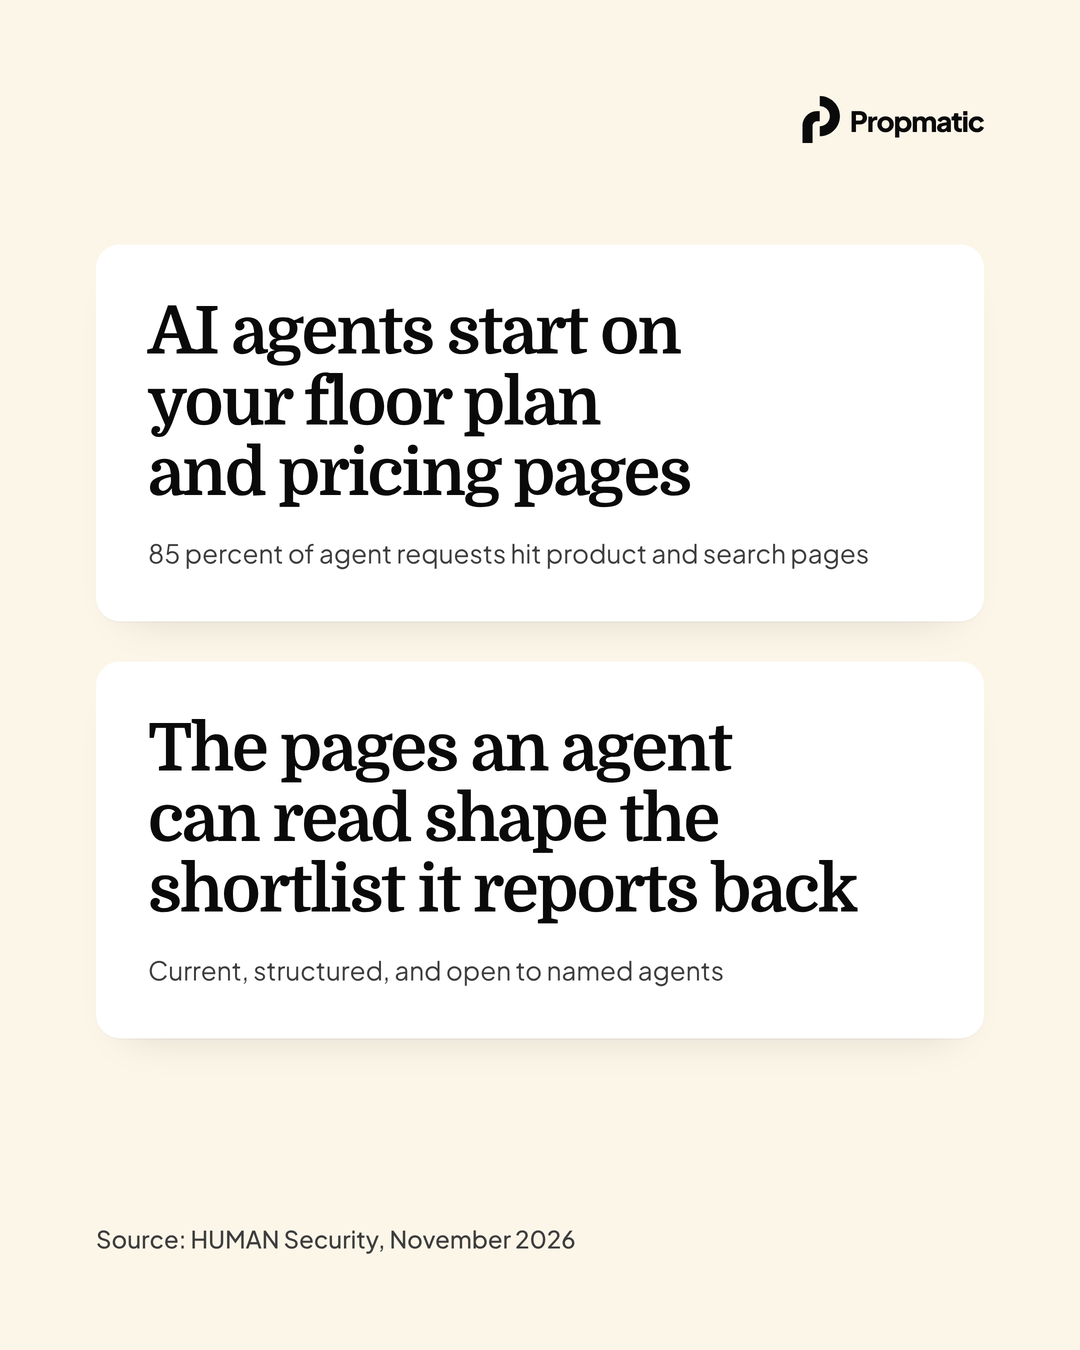 Propmatic
AI agents start on
your floor plan
and pricing pages
85 percent of agent requests hit product and search pages
The pages an agent
can read shape the
shortlist it reports back
Current, structured, and open to named agents
Source: HUMAN Security, November 2026